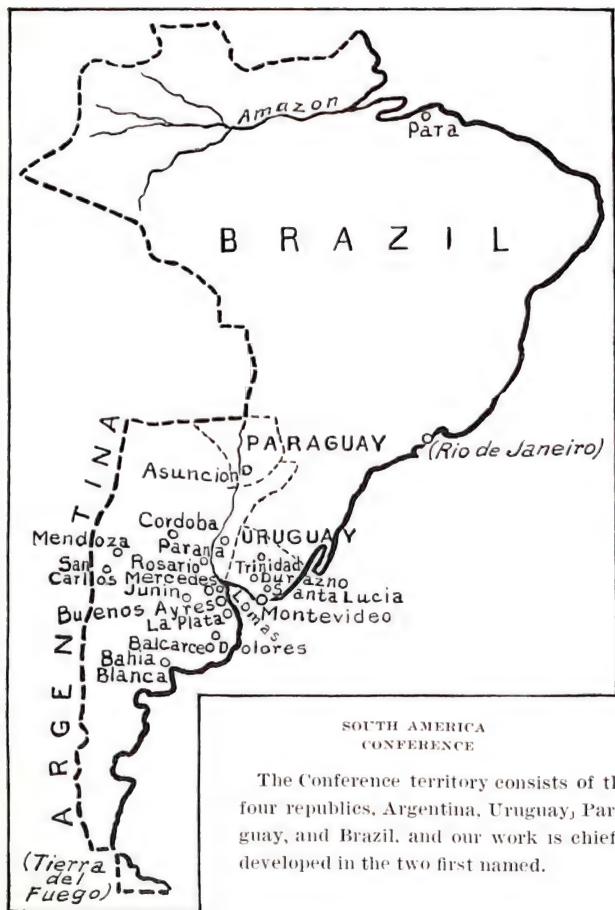 Amazon
Para
BRAZIL
PARAGUAY
Asuncion
(Rio de Janeiro)
ARGENTINA
Cordoba
URUGUAY
Mendoza
Parana
Trinidad
San Carlos
Rosario
Durazno
Mercedes
Santa Lucia
Junin
Buenos Ayres
Lomas
Montevideo
La Plata
Balcarce
Dolores
Bahia
Blanca
(Tierra
del
Fuego)
SOUTH AMERICA
CONFERENCE
The Conference territory consists of
four republics, Argentina, Uruguay, Par
guay, and Brazil, and our work is chief
developed in the two first named.